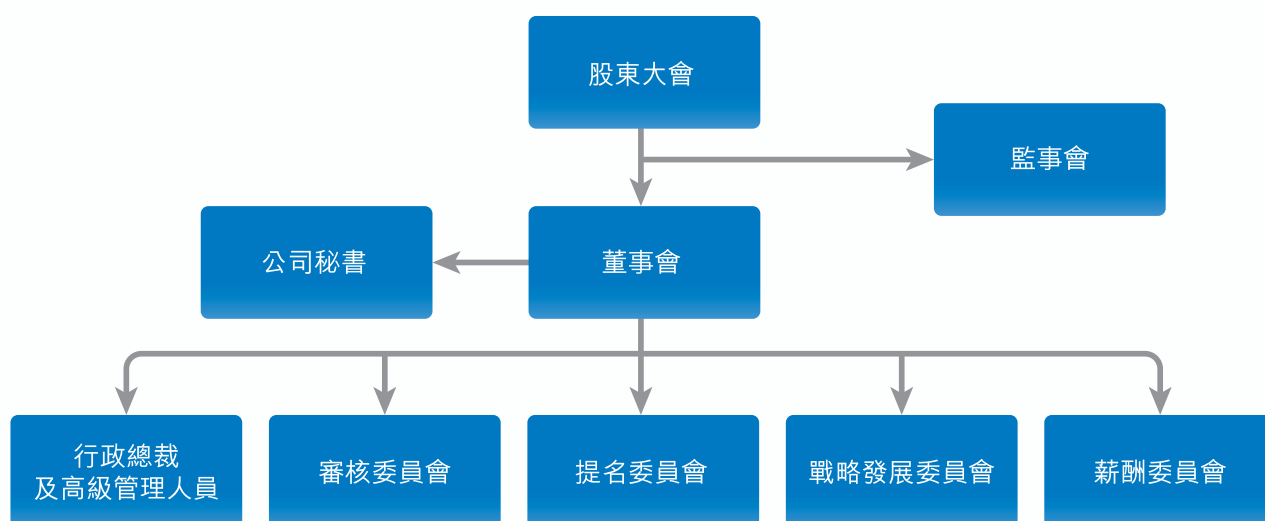 股東大會
監事會
公司秘書
董事會
行政總裁
及高級管理人員
審核委員會
提名委員會
戰略發展委員會
薪酬委員會